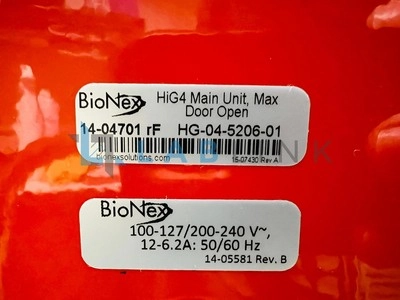 BioNex
HiG4 Main Unit, Max
Door Open
14-04701 rF HG-04-5206-01
bionexsolutions.com
15-07430 Rev A
LAB
BioNex
100-127/200-240 V~,
12-6.2A: 50/60 Hz
14-05581 Rev. B